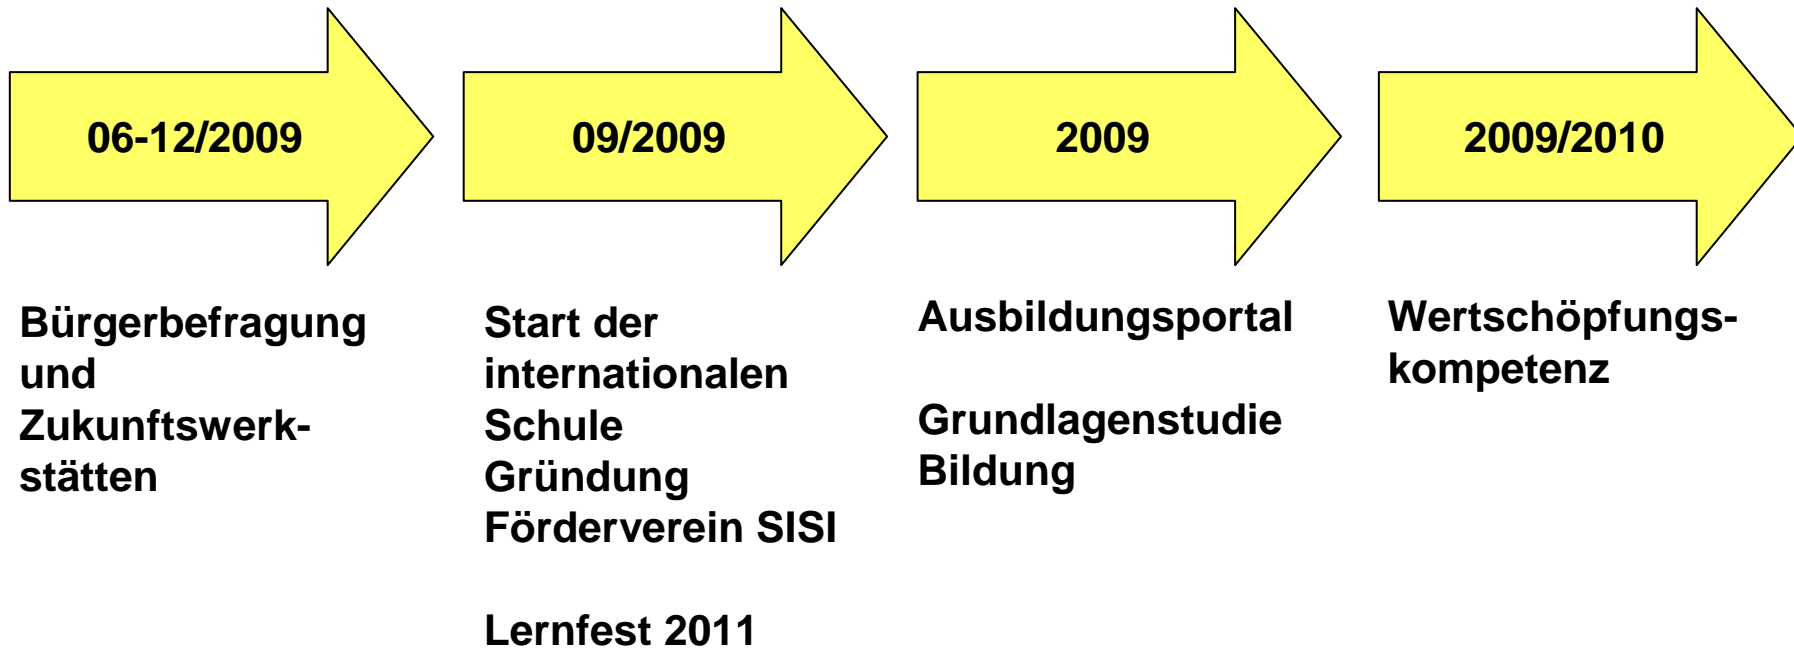 06-12/2009
09/2009
2009
2009/2010
Bürgerbefragung
und
Zukunftswerk-
stätten
Start der
internationalen
Schule
Gründung
Förderverein SISI
Lernfest 2011
Ausbildungsportal
Grundlagenstudie
Bildung
Wertschöpfungs-
kompetenz